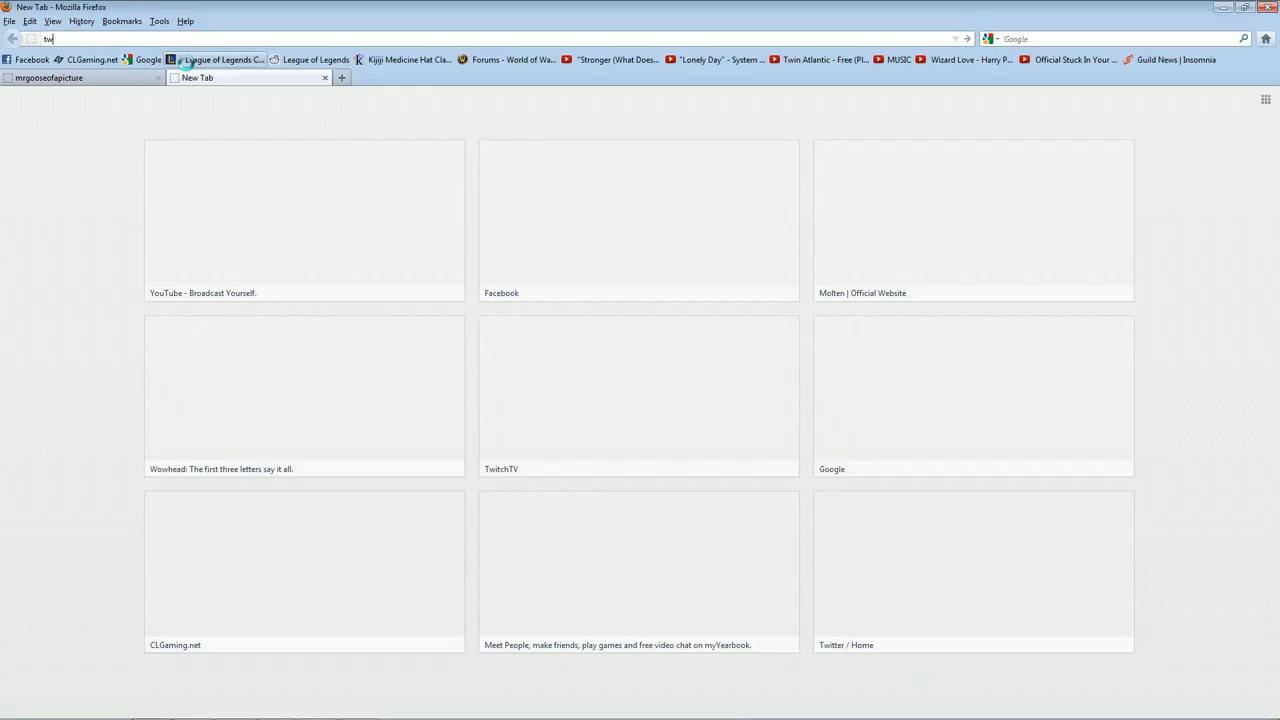 New Tab - Mozilla Firefox
File Edit View History Bookmarks Tools Help
tw
Google
Facebook CLGaming.net Google League of Legends C... League of Legends Kijiji Medicine Hat Cla... Forums - World of Wa... "Stronger (What Does... "Lonely Day" - System ... Twin Atlantic - Free (Pl... MUSIC Wizard Love - Harry P... Official Stuck In Your ... Guild News | Insomnia
mrgooseofapicture New Tab
YouTube - Broadcast Yourself. Facebook Molten | Official Website
Wowhead: The first three letters say it all. TwitchTV Google
CLGaming.net Meet People, make friends, play games and free video chat on myYearbook. Twitter / Home